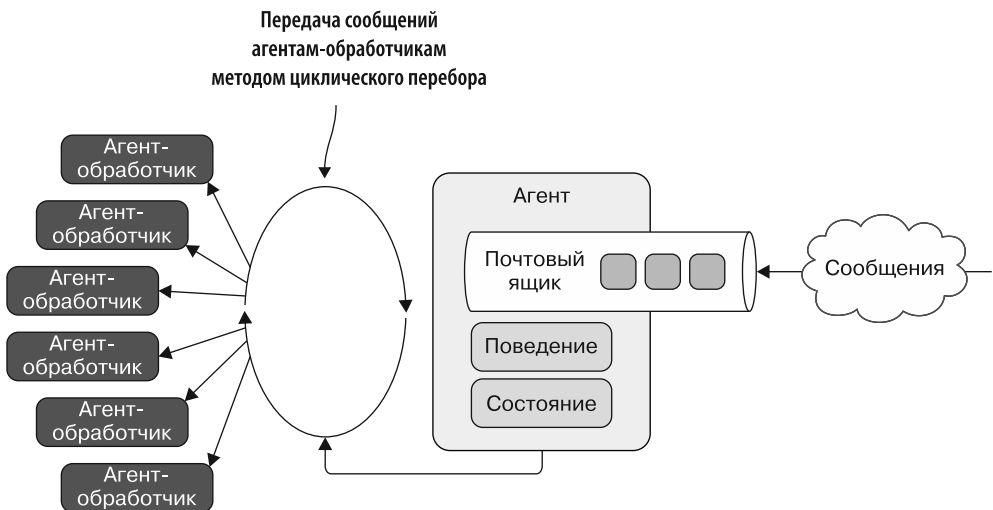 Передача сообщений
агентам-обработчикам
методом циклического перебора
Агент-
обработчик
Агент-
обработчик
Агент-
обработчик
Агент-
обработчик
Агент-
обработчик
Агент-
обработчик
Агент
Почтовый
ящик
Поведение
Состояние
Сообщения